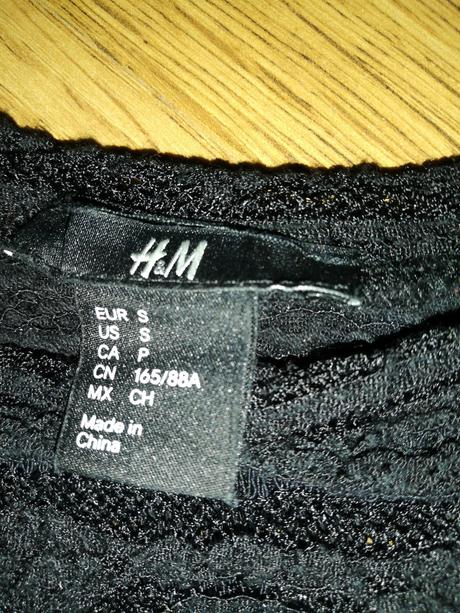 H&M
EUR S
US S
CA P
CN 165/88A
MX CH
Made in
China